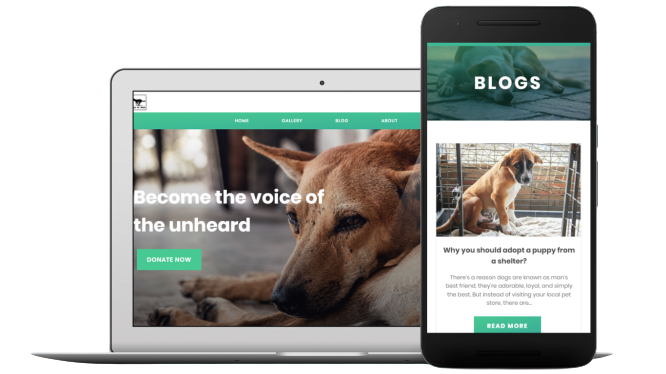 HOME GALLERY BLOG ABOUT
Become the voice of
the unheard
DONATE NOW
BLOGS
Why you should adopt a puppy from
a shelter?
There's a reason dogs are known as man's
best friend, they're adorable, loyal, and simply
the best. But instead of visiting your local pet
store, there are...
READ MORE